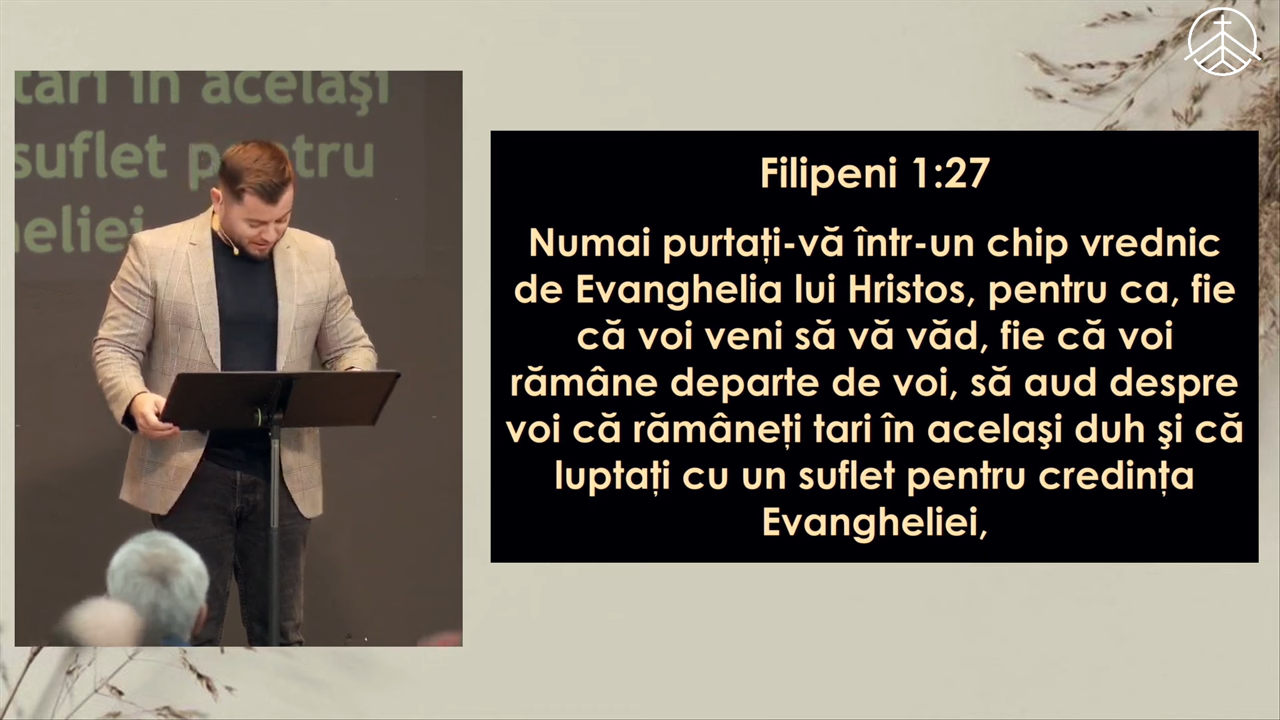 tari în acelaşi
suflet pentru
Filipeni 1:27
Numai purtați-vă într-un chip vrednic
de Evanghelia lui Hristos, pentru ca, fie
că voi veni să vă văd, fie că voi
rămâne departe de voi, să aud despre
voi că rămâneți tari în acelaşi duh şi că
luptați cu un suflet pentru credința
Evangheliei,